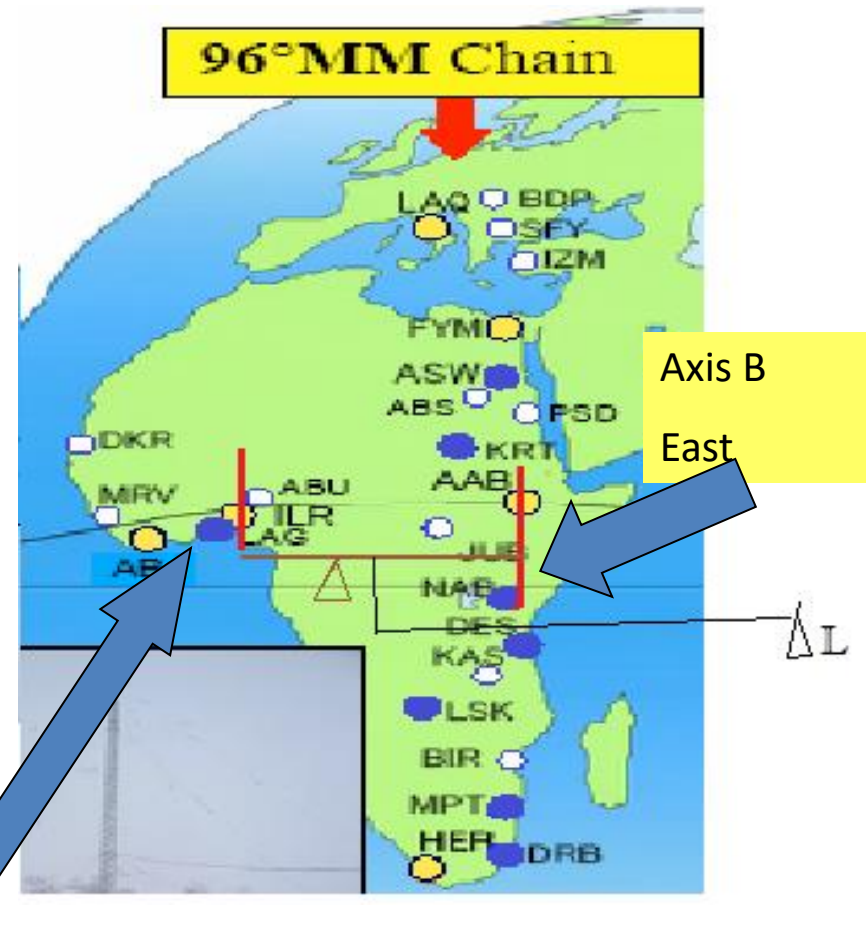 96°MM Chain
LAQ BDP
SFY
IZM
FYM
ASW
ABS PSD
KRT
DKR
AAB
MRV ABU
ILR
LAG
AB
JUB
NAB
DES
KAS
LSK
BIR
MPT
HER
DRB
Axis B
East
ΔL